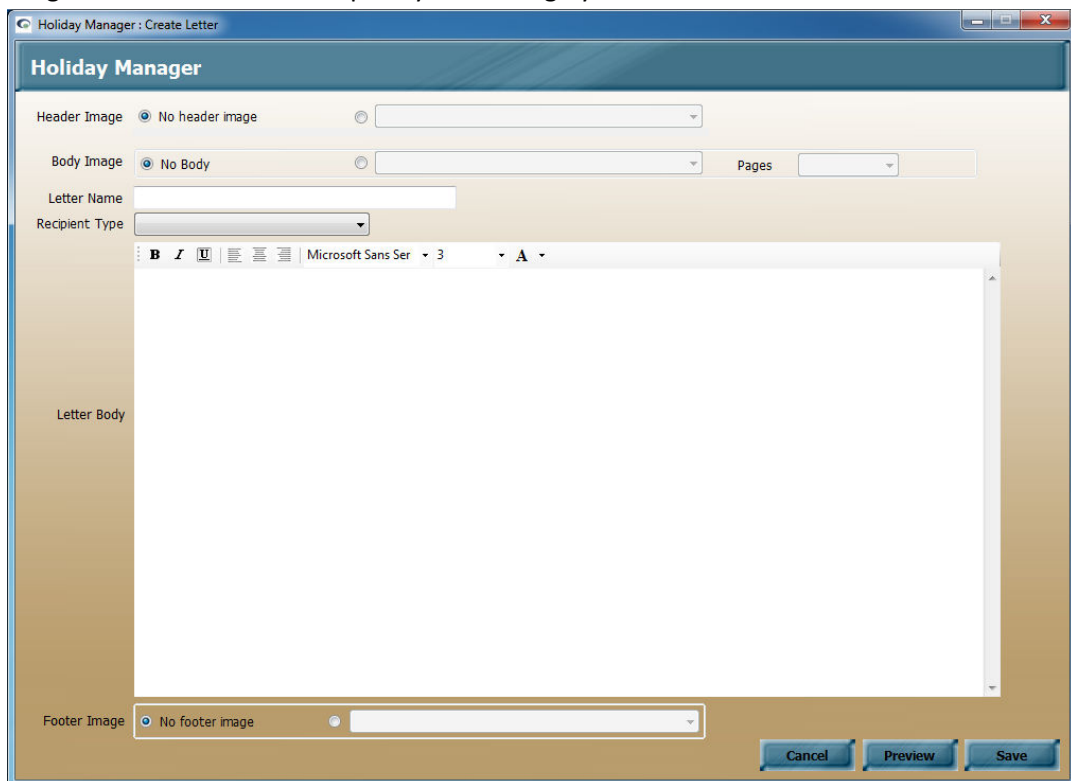 Holiday Manager : Create Letter
Holiday Manager
Header Image No header image
Body Image No Body Pages
Letter Name
Recipient Type
B I U Microsoft Sans Ser 3 A
Letter Body
Footer Image No footer image
Cancel Preview Save